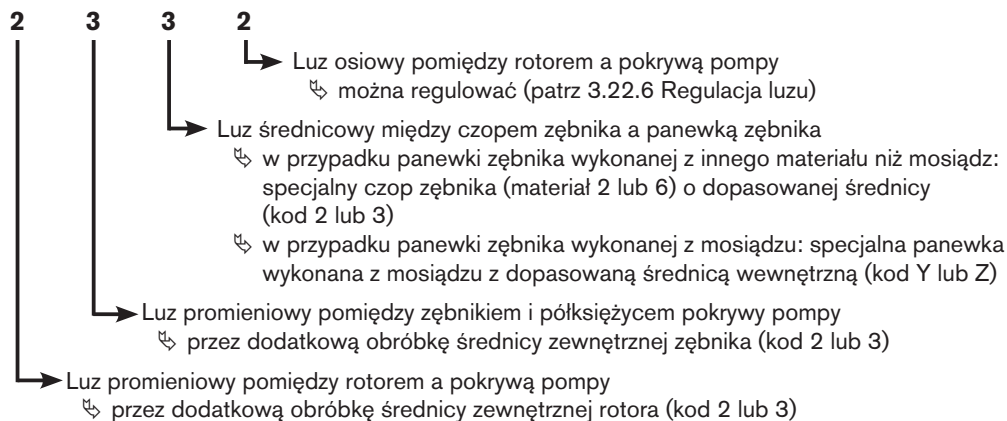 2 3 3 2
Luz osiowy pomiędzy rotorem a pokrywą pompy
↳ można regulować (patrz 3.22.6 Regulacja luzu)
Luz średnicowy między czopem zębnika a panewką zębnika
↳ w przypadku panewki zębnika wykonanej z innego materiału niż mosiądz:
specjalny czop zębnika (materiał 2 lub 6) o dopasowanej średnicy
(kod 2 lub 3)
↳ w przypadku panewki zębnika wykonanej z mosiądzu: specjalna panewka
wykonana z mosiądzu z dopasowaną średnicą wewnętrzną (kod Y lub Z)
Luz promieniowy pomiędzy zębnikiem i półksiężycem pokrywy pompy
↳ przez dodatkową obróbkę średnicy zewnętrznej zębnika (kod 2 lub 3)
Luz promieniowy pomiędzy rotorem a pokrywą pompy
↳ przez dodatkową obróbkę średnicy zewnętrznej rotora (kod 2 lub 3)